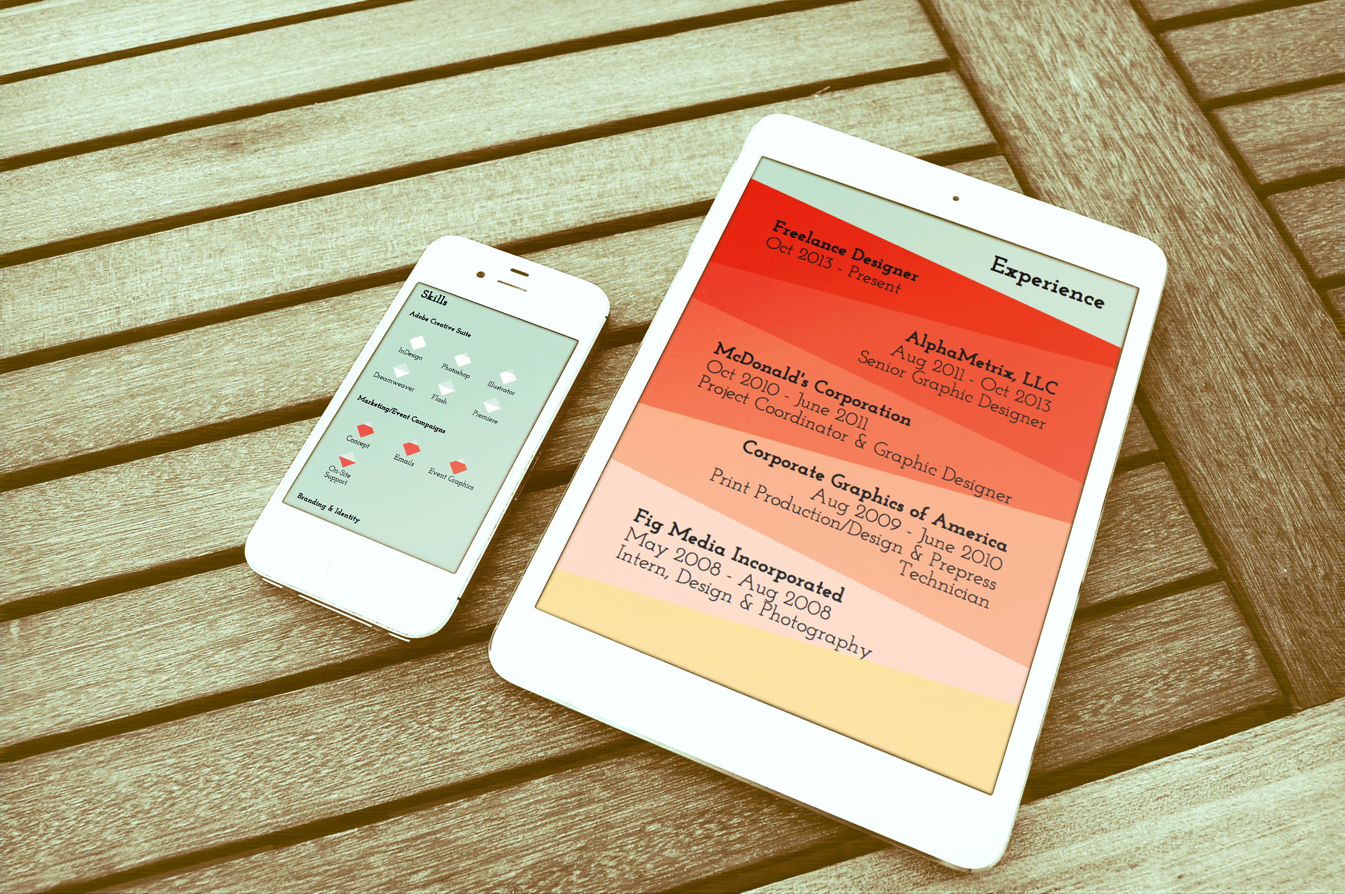 Skills
Adobe Creative Suite
InDesign
Photoshop
Illustrator
Dreamweaver
Flash
Premiere
Marketing/Event Campaigns
Concept
Emails
Event Graphics
On-Site
Support
Branding & Identity
Experience
Freelance Designer
Oct 2013 - Present
AlphaMetrix, LLC
Aug 2011 - Oct 2013
Senior Graphic Designer
McDonald's Corporation
Oct 2010 - June 2011
Project Coordinator & Graphic Designer
Corporate Graphics of America
Aug 2009 - June 2010
Print Production/Design & Prepress
Technician
Fig Media Incorporated
May 2008 - Aug 2008
Intern, Design & Photography